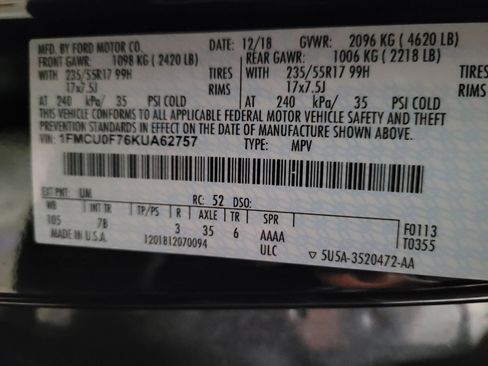 MFD. BY FORD MOTOR CO. DATE: 12/18 GVWR: 2096 KG ( 4620 LB)
FRONT GAWR: 1098 KG ( 2420 LB) REAR GAWR: 1006 KG ( 2218 LB)
WITH 235/55R17 99H TIRES WITH 235/55R17 99H TIRES
17x7.5J RIMS 17x7.5J RIMS
AT 240 kPa/ 35 PSI COLD AT 240 kPa/ 35 PSI COLD
THIS VEHICLE CONFORMS TO ALL APPLICABLE FEDERAL MOTOR VEHICLE SAFETY AND THEFT
PREVENTION STANDARDS IN EFFECT ON THE DATE OF MANUFACTURE SHOWN ABOVE.
VIN: 1FMCU0F76KUA62757 TYPE: MPV
EXT PNT: UM RC: 52 DSO:
WB INT TR TP/PS R AXLE TR SPR
105 7B 3 35 6 AAAA F0113
MADE IN U.S.A. 1201812070094 ULC T0355
▽ 5U5A-3520472-AA